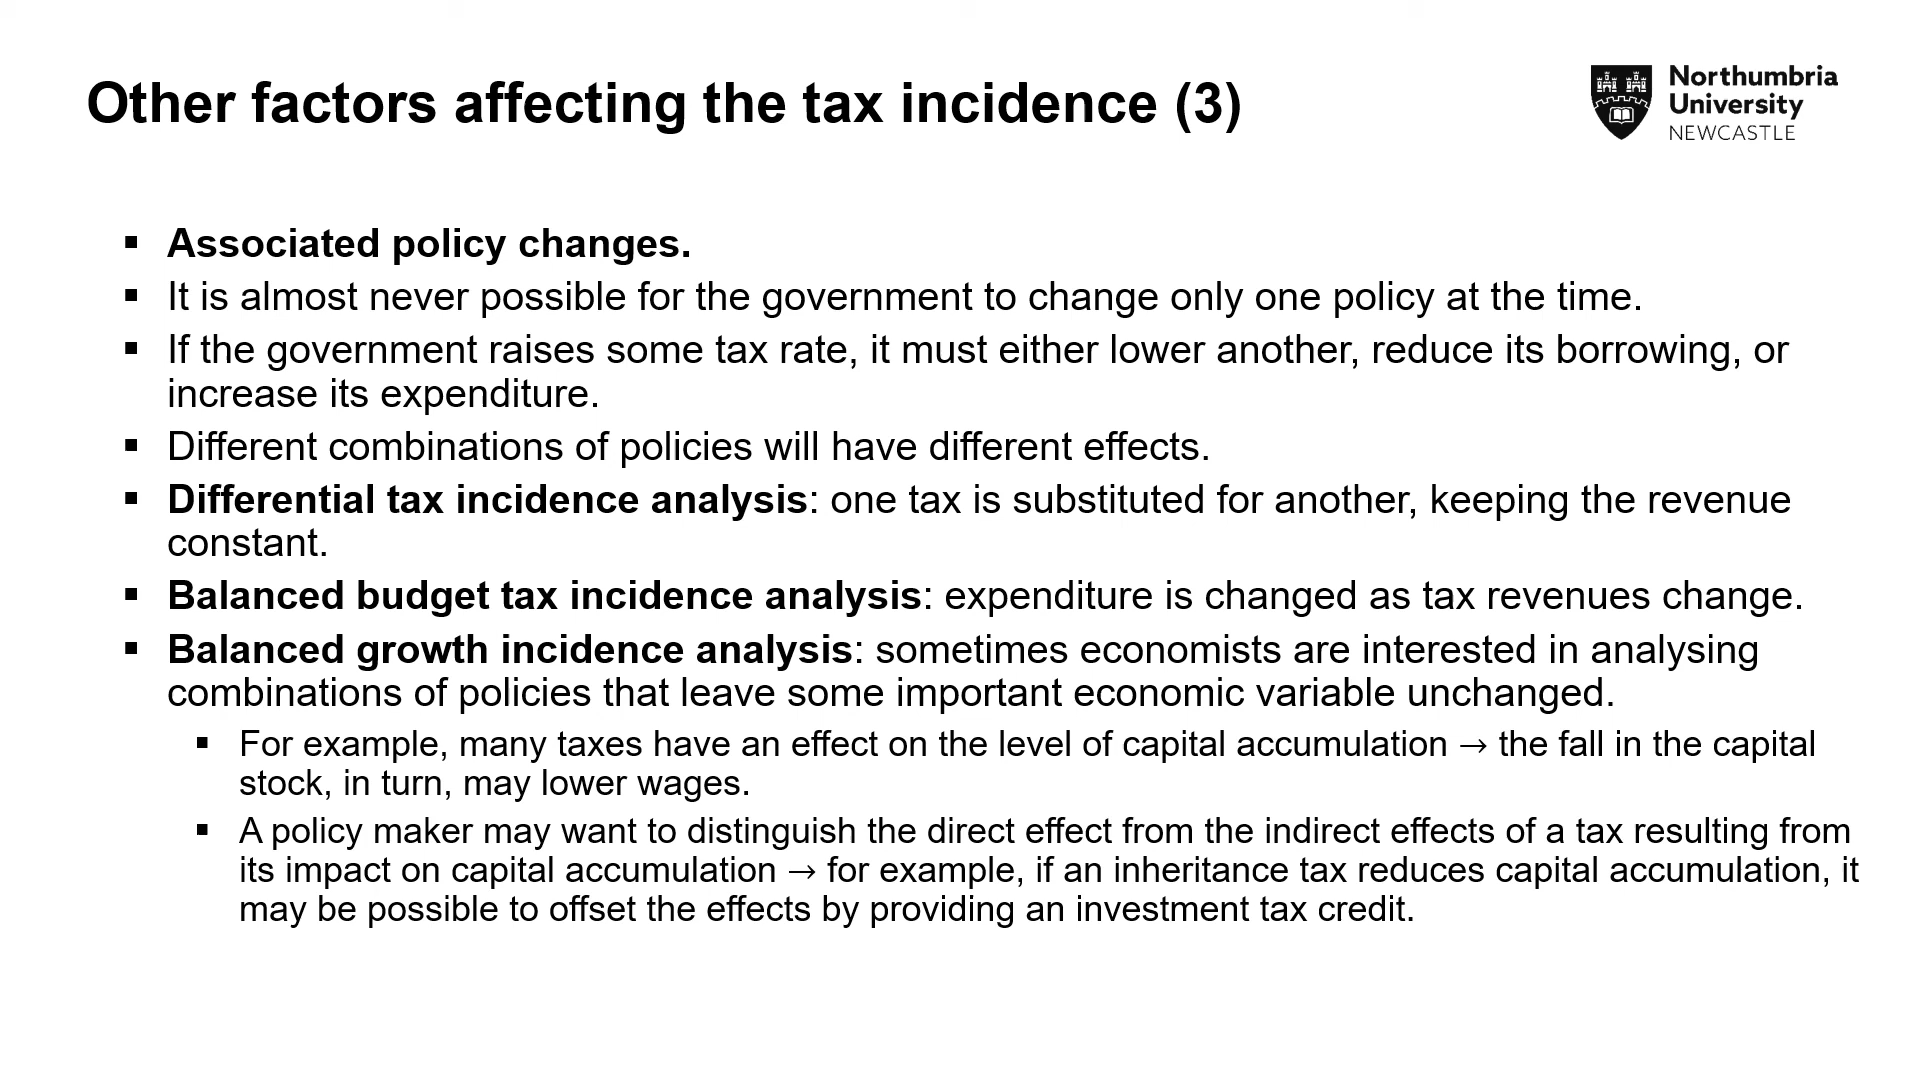 Other factors affecting the tax incidence (3)
Northumbria
University
NEWCASTLE
▪ Associated policy changes.
▪ It is almost never possible for the government to change only one policy at the time.
▪ If the government raises some tax rate, it must either lower another, reduce its borrowing, or
increase its expenditure.
▪ Different combinations of policies will have different effects.
▪ Differential tax incidence analysis: one tax is substituted for another, keeping the revenue
constant.
▪ Balanced budget tax incidence analysis: expenditure is changed as tax revenues change.
▪ Balanced growth incidence analysis: sometimes economists are interested in analysing
combinations of policies that leave some important economic variable unchanged.
▪ For example, many taxes have an effect on the level of capital accumulation → the fall in the capital
stock, in turn, may lower wages.
▪ A policy maker may want to distinguish the direct effect from the indirect effects of a tax resulting from
its impact on capital accumulation → for example, if an inheritance tax reduces capital accumulation, it
may be possible to offset the effects by providing an investment tax credit.